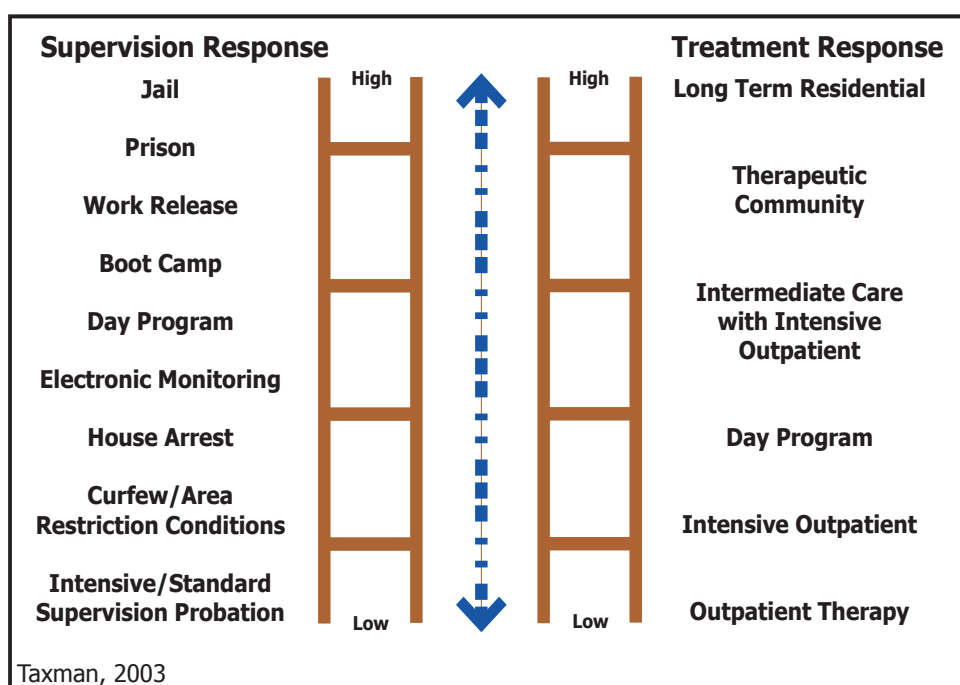 Supervision Response
Jail
Prison
Work Release
Boot Camp
Day Program
Electronic Monitoring
House Arrest
Curfew/Area
Restriction Conditions
Intensive/Standard
Supervision Probation
High
Low
High
Low
Treatment Response
Long Term Residential
Therapeutic
Community
Intermediate Care
with Intensive
Outpatient
Day Program
Intensive Outpatient
Outpatient Therapy
Taxman, 2003